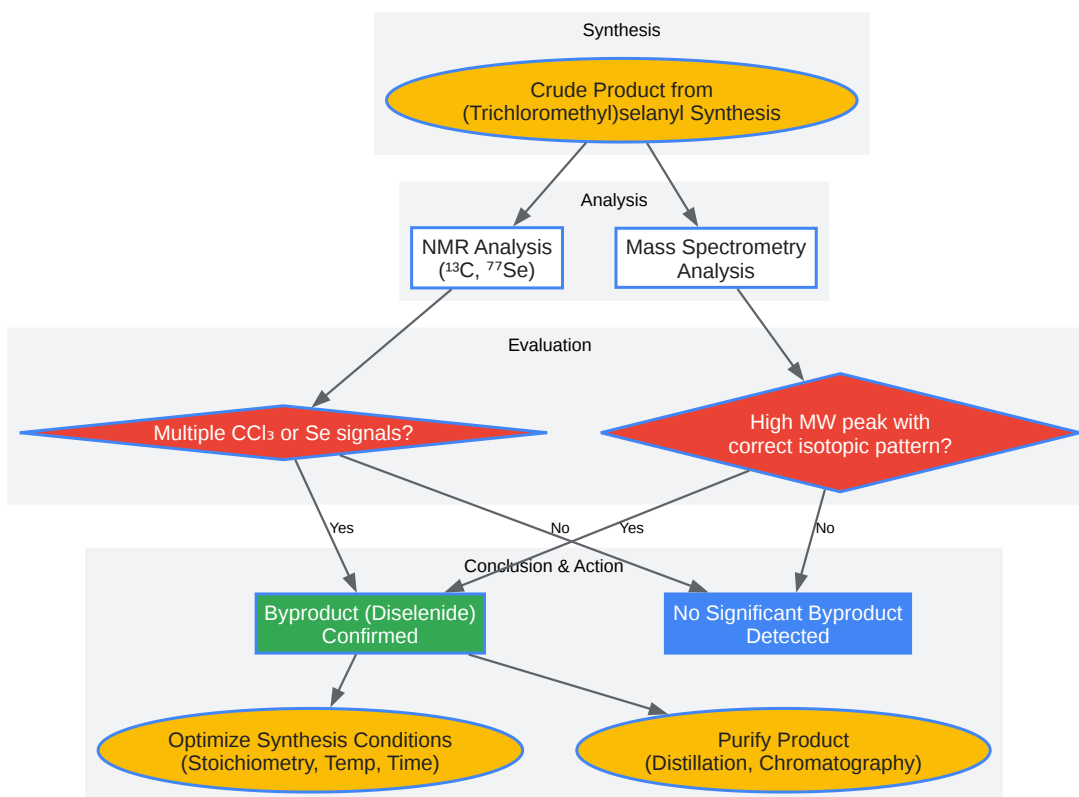 Synthesis
Crude Product from
(Trichloromethyl)selanyl Synthesis
Analysis
NMR Analysis
(¹³C, ⁷⁷Se)
Mass Spectrometry
Analysis
Evaluation
Multiple CCl₃ or Se signals?
High MW peak with
correct isotopic pattern?
Yes
No
Yes
No
Conclusion & Action
Byproduct (Diselenide)
Confirmed
No Significant Byproduct
Detected
Optimize Synthesis Conditions
(Stoichiometry, Temp, Time)
Purify Product
(Distillation, Chromatography)